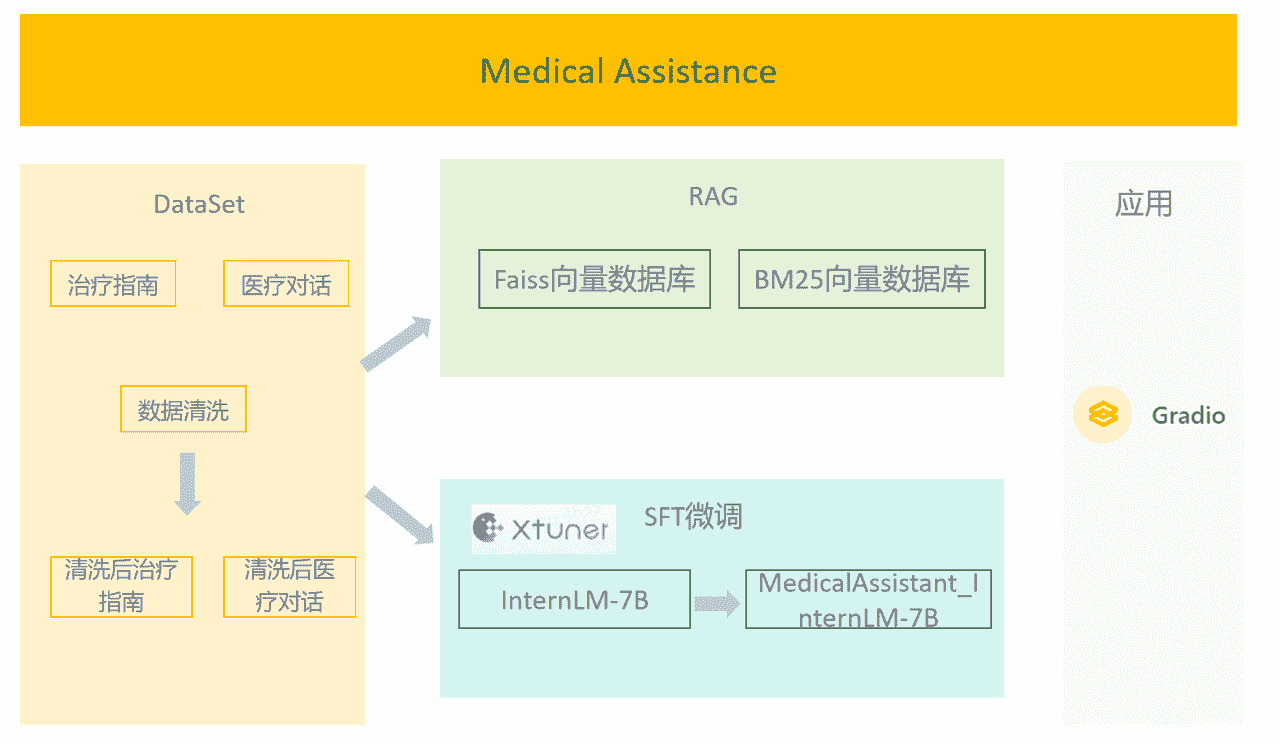 Medical Assistance
DataSet
治疗指南
医疗对话
数据清洗
清洗后治疗
指南
清洗后医
疗对话
RAG
Faiss向量数据库
BM25向量数据库
Xtuner
SFT微调
InternLM-7B
MedicalAssistant_I
nternLM-7B
应用
Gradio